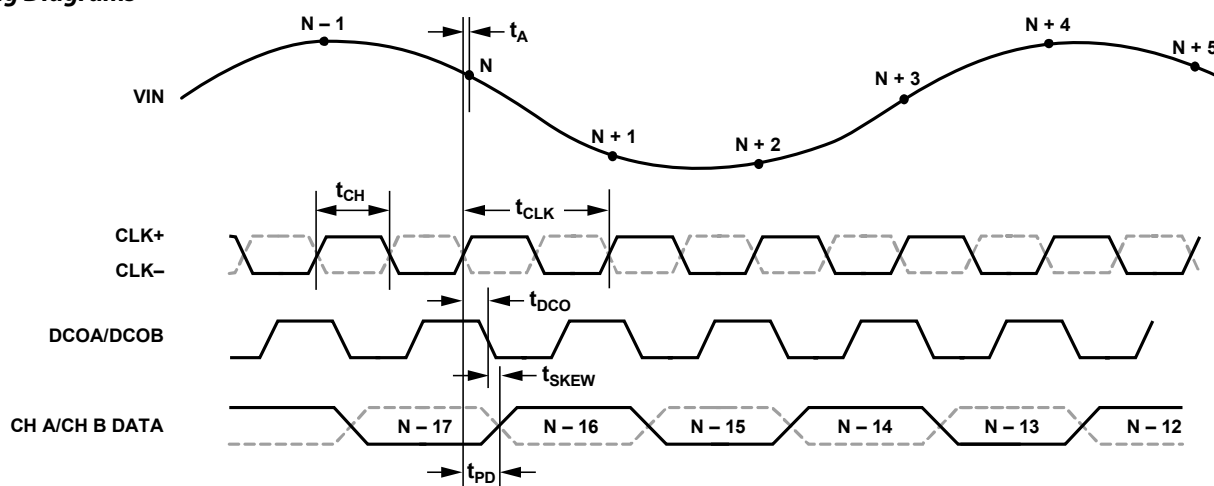 N – 1
t_A
N
N + 4
N + 5
VIN
N + 3
N + 1
N + 2
t_CH
t_CLK
CLK+
CLK–
t_DCO
DCOA/DCOB
t_SKEW
CH A/CH B DATA
N – 17
N – 16
N – 15
N – 14
N – 13
N – 12
t_PD